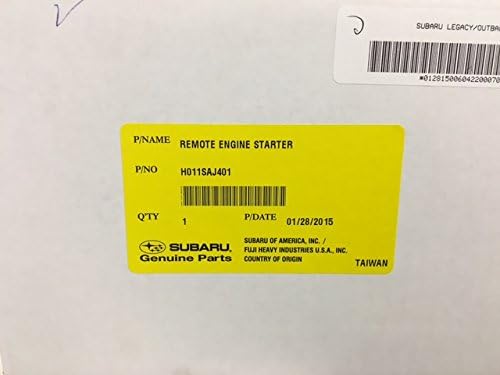 SUBARU LEGACY/OUTBA
*01281500604220007
P/NAME REMOTE ENGINE STARTER
P/NO H011SAJ401
Q'TY 1 P/DATE 01/28/2015
SUBARU.
Genuine Parts
SUBARU OF AMERICA, INC. /
FUJI HEAVY INDUSTRIES U.S.A., INC.
COUNTRY OF ORIGIN TAIWAN